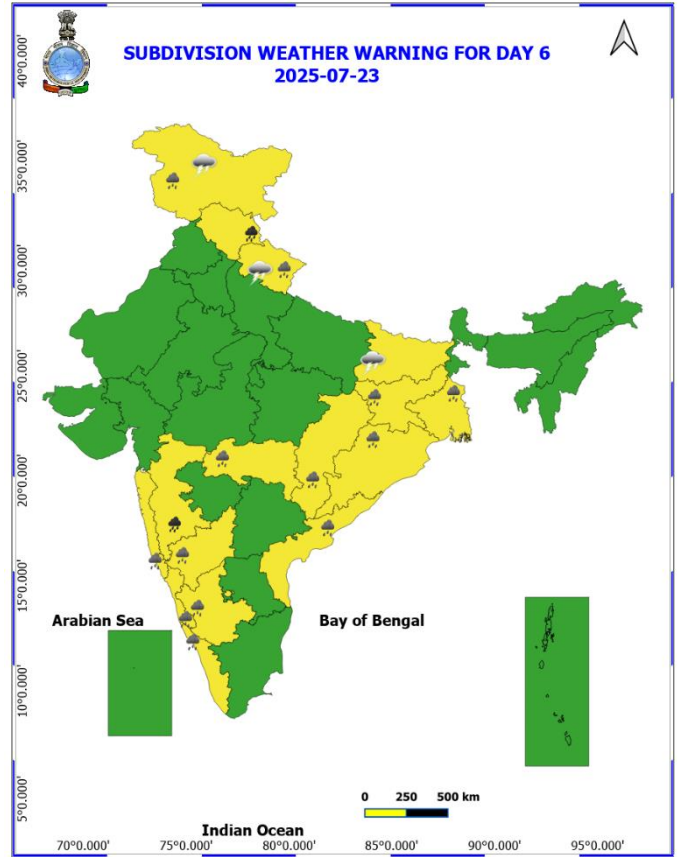 SUBDIVISION WEATHER WARNING FOR DAY 6
2025-07-23
40°0.000'
35°0.000'
30°0.000'
25°0.000'
20°0.000'
15°0.000'
10°0.000'
5°0.000'
Arabian Sea
Bay of Bengal
0 250 500 km
Indian Ocean
70°0.000' 75°0.000' 80°0.000' 85°0.000' 90°0.000' 95°0.000'